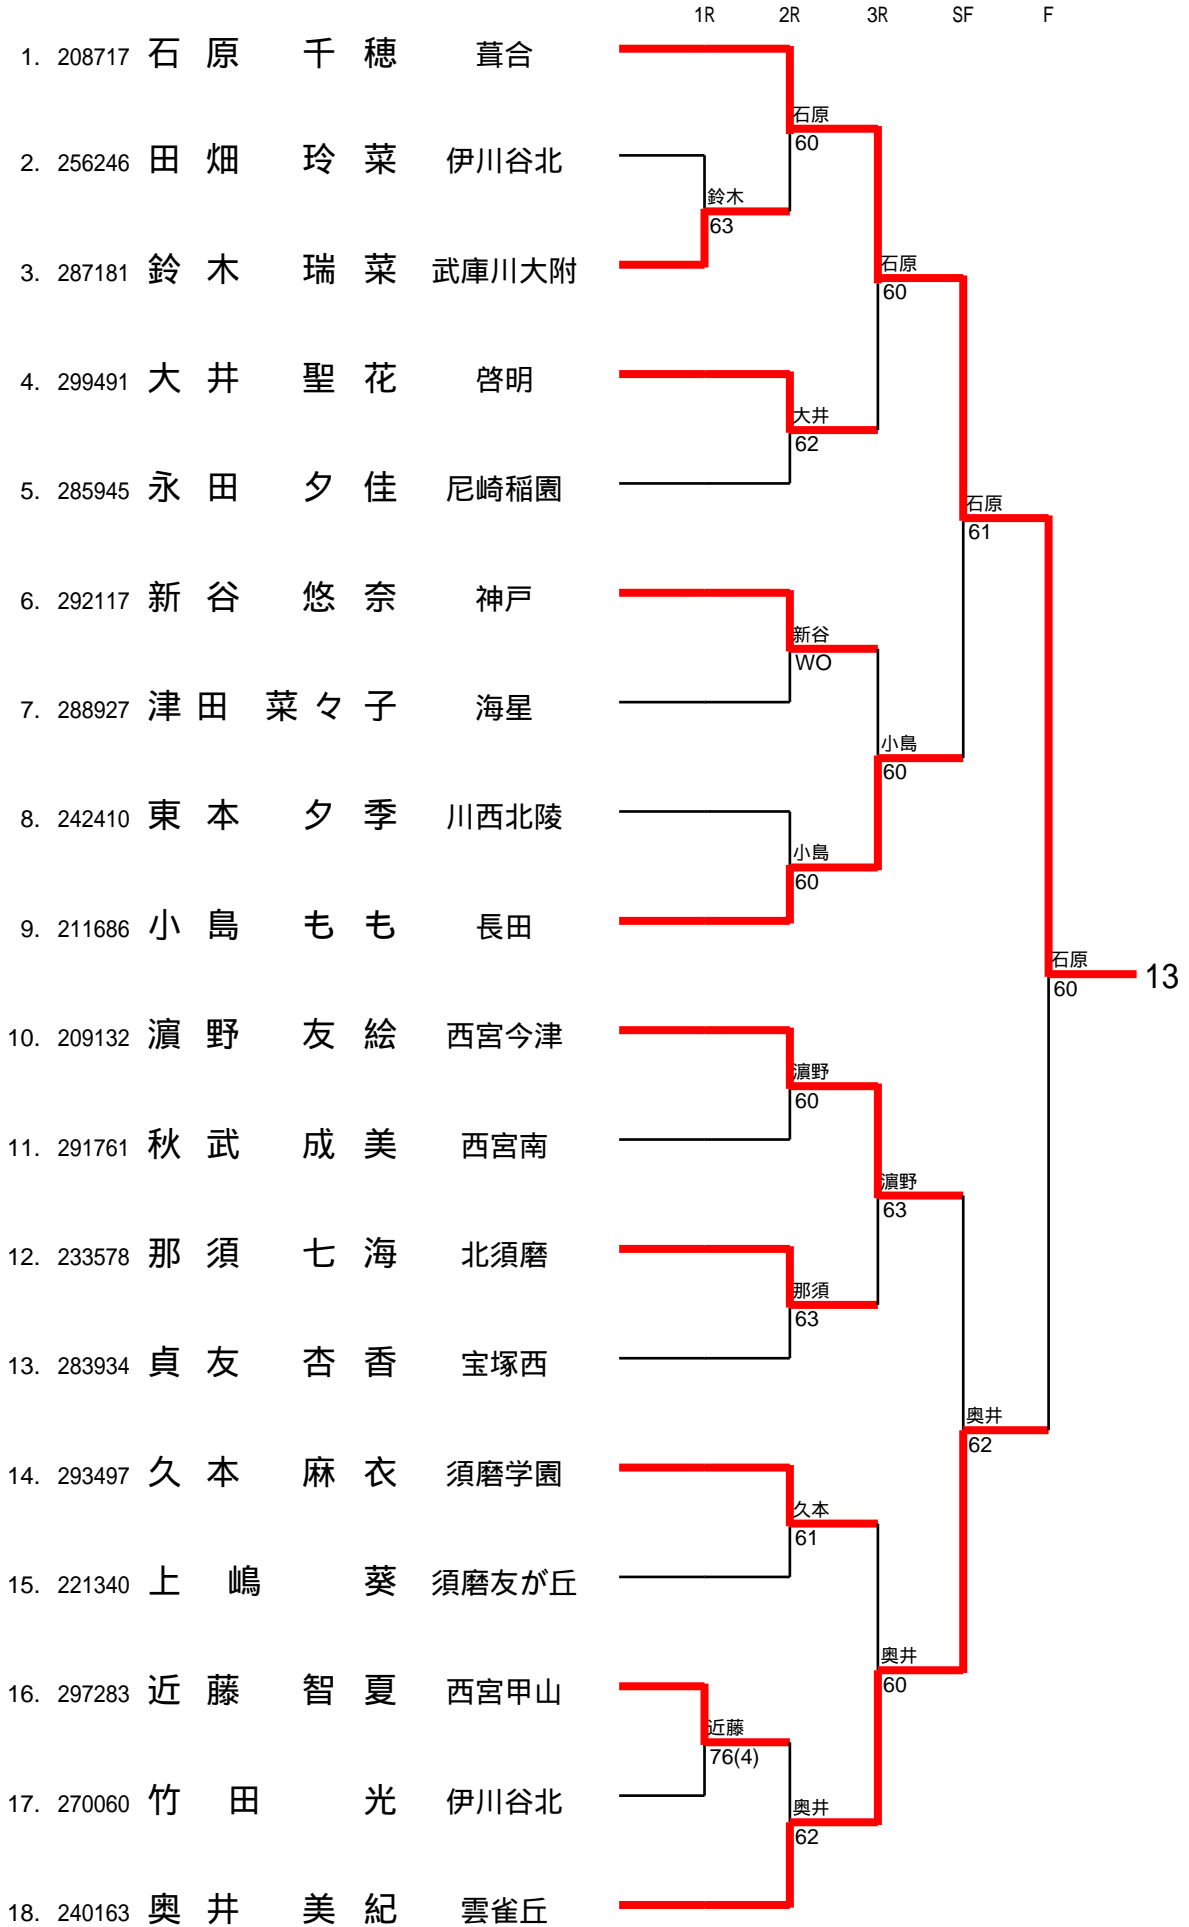 1R 2R 3R SF F
1. 208717 石原 千穂 葺合
石原
60
2. 256246 田畑 玲菜 伊川谷北
鈴木
63
3. 287181 鈴木 瑞菜 武庫川大附
石原
60
4. 299491 大井 聖花 啓明
大井
62
5. 285945 永田 夕佳 尼崎稲園
石原
61
6. 292117 新谷 悠奈 神戸
新谷
WO
7. 288927 津田 菜々子 海星
小島
60
8. 242410 東本 夕季 川西北陵
小島
60
9. 211686 小島 もも 長田
石原
60
13
10. 209132 濵野 友絵 西宮今津
濵野
60
11. 291761 秋武 成美 西宮南
濵野
63
12. 233578 那須 七海 北須磨
那須
63
13. 283934 貞友 杏香 宝塚西
奥井
62
14. 293497 久本 麻衣 須磨学園
久本
61
15. 221340 上嶋 葵 須磨友が丘
奥井
60
16. 297283 近藤 智夏 西宮甲山
近藤
76(4)
17. 270060 竹田 光 伊川谷北
奥井
62
18. 240163 奥井 美紀 雲雀丘